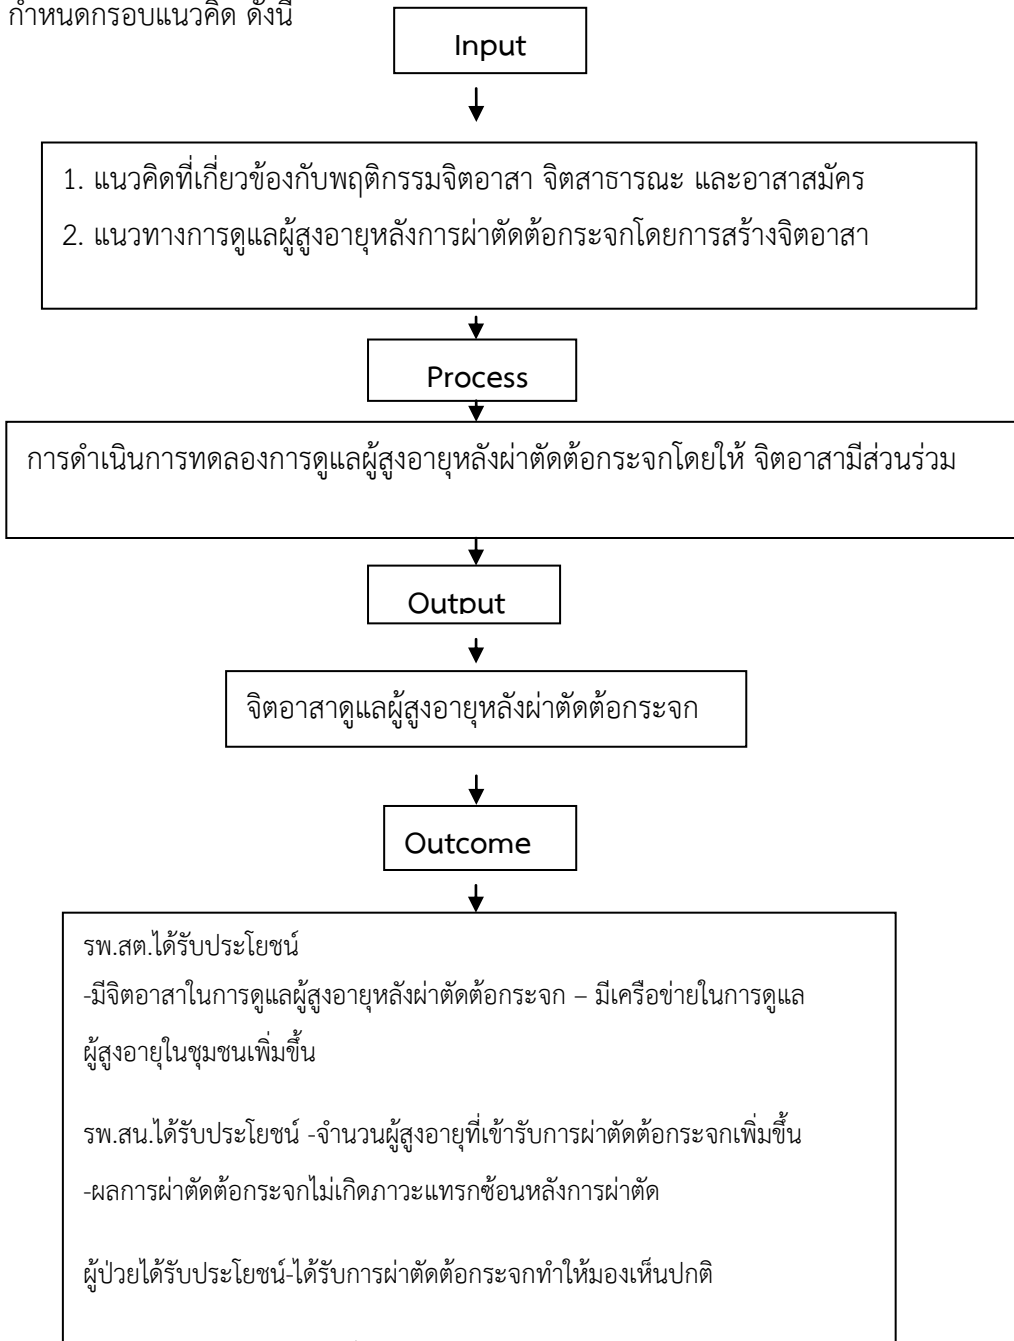 กำหนดกรอบแนวคิด ดังนี้
Input
1. แนวคิดที่เกี่ยวข้องกับพฤติกรรมจิตอาสา จิตสาธารณะ และอาสาสมัคร
2. แนวทางการดูแลผู้สูงอายุหลังการผ่าตัดต้อกระจกโดยการสร้างจิตอาสา
Process
การดำเนินการทดลองการดูแลผู้สูงอายุหลังผ่าตัดต้อกระจกโดยให้ จิตอาสามีส่วนร่วม
Output
จิตอาสาดูแลผู้สูงอายุหลังผ่าตัดต้อกระจก
Outcome
รพ.สต.ได้รับประโยชน์
-มีจิตอาสาในการดูแลผู้สูงอายุหลังผ่าตัดต้อกระจก – มีเครือข่ายในการดูแล
ผู้สูงอายุในชุมชนเพิ่มขึ้น
รพ.สน.ได้รับประโยชน์ -จำนวนผู้สูงอายุที่เข้ารับการผ่าตัดต้อกระจกเพิ่มขึ้น
-ผลการผ่าตัดต้อกระจกไม่เกิดภาวะแทรกซ้อนหลังการผ่าตัด
ผู้ป่วยได้รับประโยชน์-ได้รับการผ่าตัดต้อกระจกทำให้มองเห็นปกติ